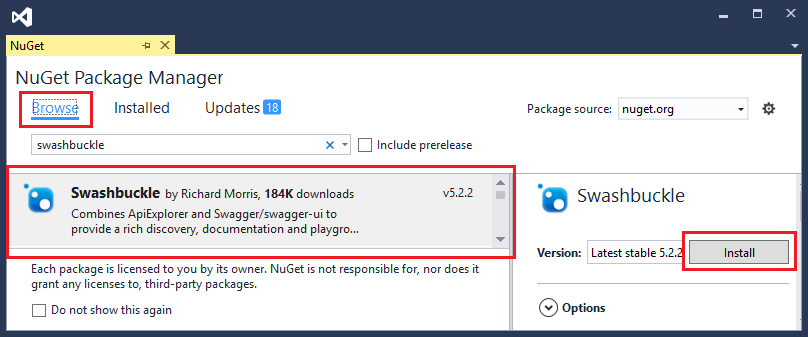 NuGet
NuGet Package Manager
Browse Installed Updates 18
Package source: nuget.org
swashbuckle
Include prerelease
Swashbuckle by Richard Morris, 184K downloads v5.2.2
Combines ApiExplorer and Swagger/swagger-ui to
provide a rich discovery, documentation and playgro...
Each package is licensed to you by its owner. NuGet is not responsible for, nor does it
grant any licenses to, third-party packages.
Do not show this again
Swashbuckle
Version: Latest stable 5.2.2 Install
Options